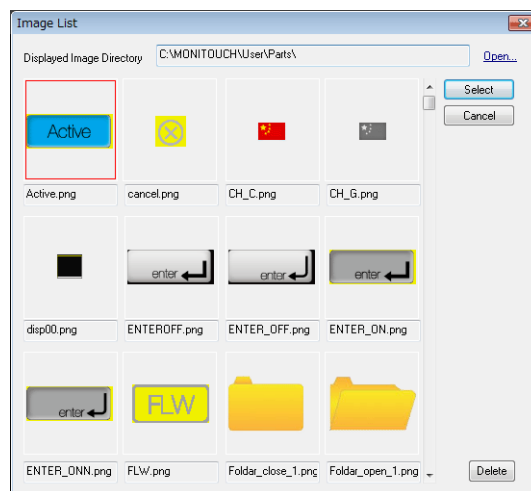 Image List
Displayed Image Directory C:\MONITOUCH\User\Parts\ Open...
Select
Cancel
Active
Active.png cancel.png CH_C.png CH_G.png
enter enter enter
disp00.png ENTEROFF.png ENTER_OFF.png ENTER_ON.png
enter FLW
ENTER_ONN.png FLW.png Foldar_close_1.png Foldar_open_1.png
Delete